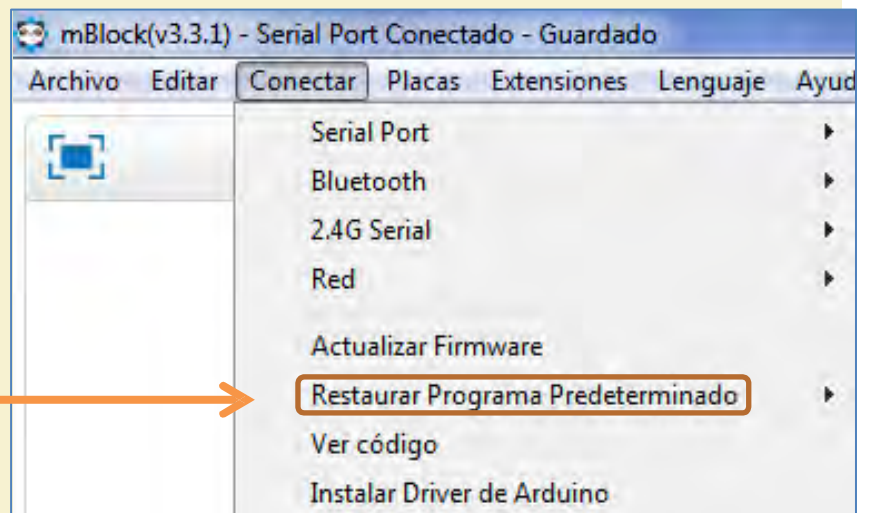 mBlock(v3.3.1) - Serial Port Conectado - Guardado
Archivo Editar Conectar Placas Extensiones Lenguaje Ayud
Serial Port
Bluetooth
2.4G Serial
Red
Actualizar Firmware
Restaurar Programa Predeterminado
Ver código
Instalar Driver de Arduino